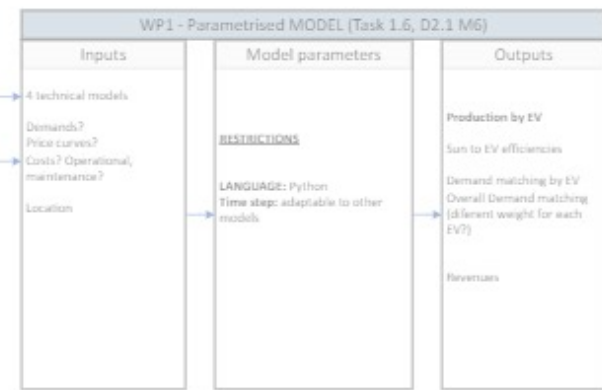 WP1 - Parametrised MODEL (Task 1.6, D2.1 M6)
Inputs
4 technical models
Demands?
Price curves?
Costs? Operational,
maintenance?
Location
Model parameters
RESTRICTIONS
LANGUAGE: Python
Time step: adaptable to other
models
Outputs
Production by EV
Sun to EV efficiencies
Demand matching by EV
Overall Demand matching
(diferent weight for each
EV?)
Revenues